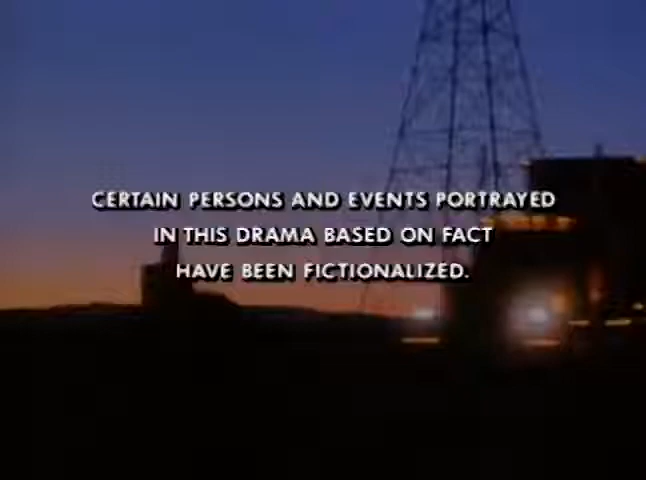 CERTAIN PERSONS AND EVENTS PORTRAYED
IN THIS DRAMA BASED ON FACT
HAVE BEEN FICTIONALIZED.